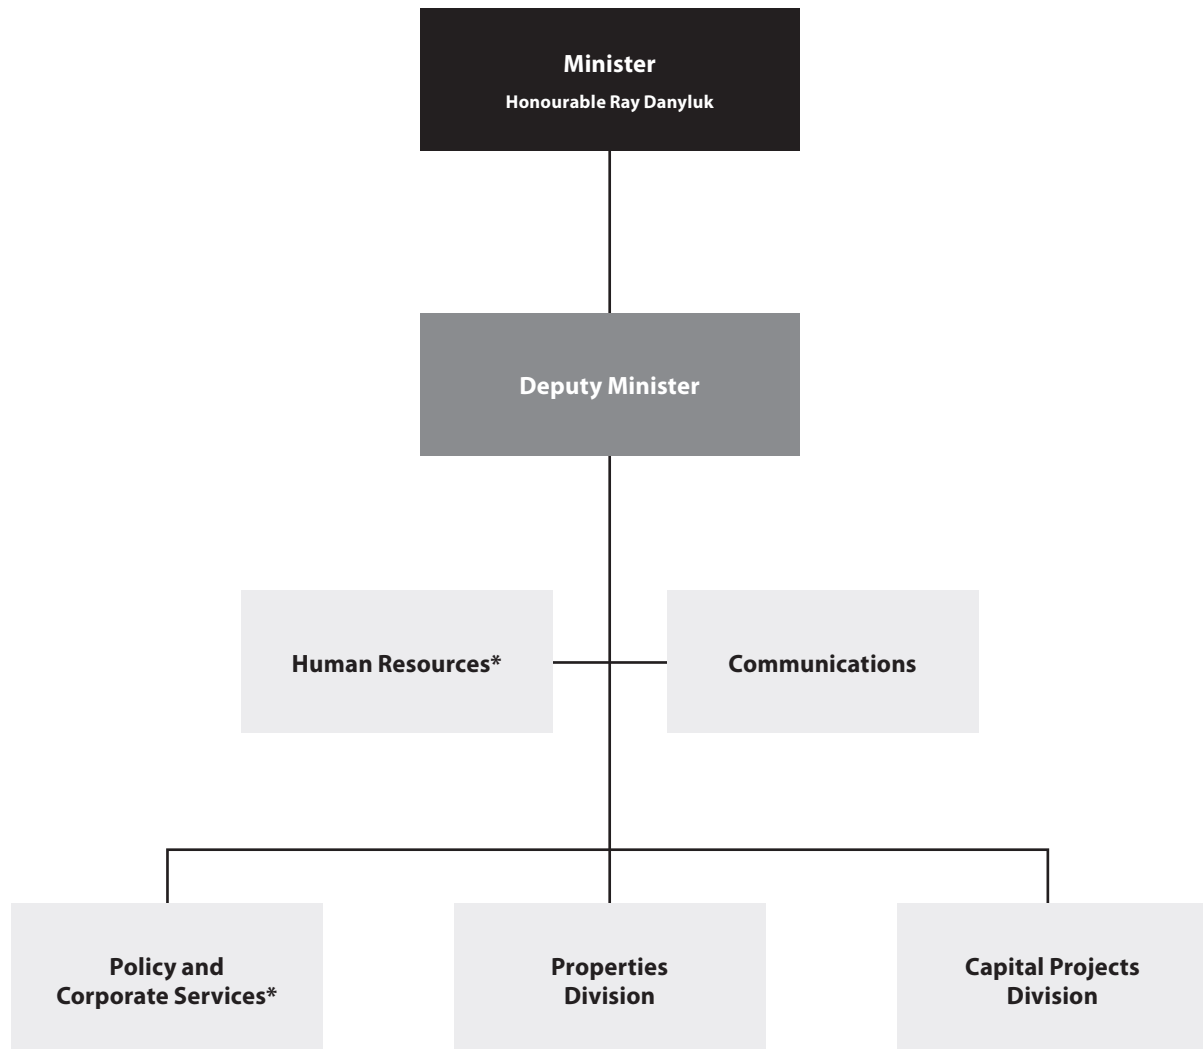 Minister
Honourable Ray Danyluk
Deputy Minister
Human Resources*
Communications
Policy and
Corporate Services*
Properties
Division
Capital Projects
Division